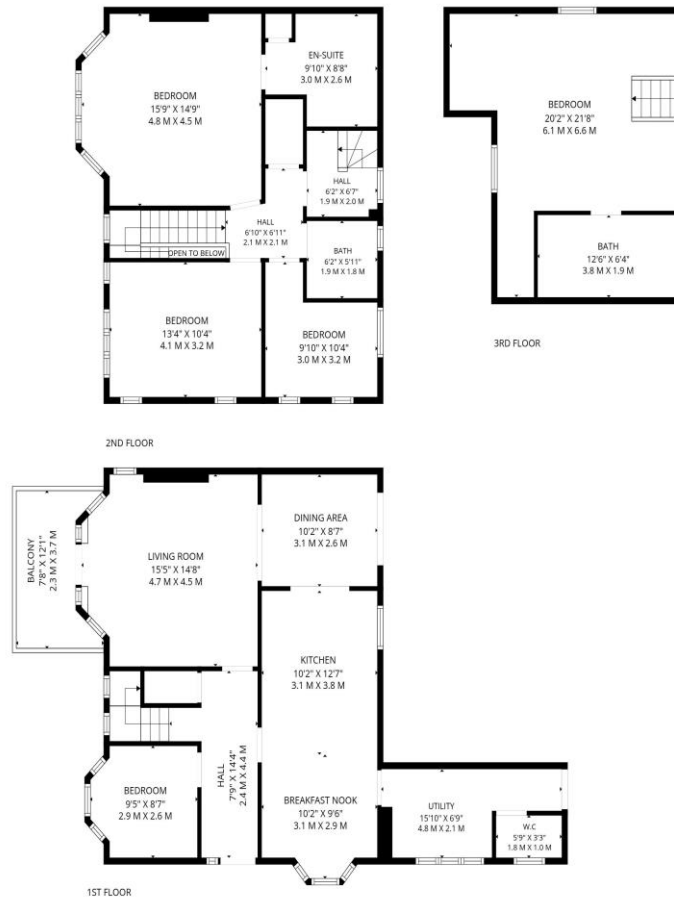 EN-SUITE
9'10" X 8'8"
3.0 M X 2.6 M
BEDROOM
15'9" X 14'9"
4.8 M X 4.5 M
BEDROOM
20'2" X 21'8"
6.1 M X 6.6 M
HALL
6'2" X 6'7"
1.9 M X 2.0 M
HALL
6'10" X 6'11"
2.1 M X 2.1 M
OPEN TO BELOW
BATH
6'2" X 5'11"
1.9 M X 1.8 M
BATH
12'6" X 6'4"
3.8 M X 1.9 M
BEDROOM
13'4" X 10'4"
4.1 M X 3.2 M
BEDROOM
9'10" X 10'4"
3.0 M X 3.2 M
3RD FLOOR
2ND FLOOR
BALCONY
7'8" X 12'1"
2.3 M X 3.7 M
LIVING ROOM
15'5" X 14'8"
4.7 M X 4.5 M
DINING AREA
10'2" X 8'7"
3.1 M X 2.6 M
KITCHEN
10'2" X 12'7"
3.1 M X 3.8 M
HALL
7'9" X 14'4"
2.4 M X 4.4 M
BEDROOM
9'5" X 8'7"
2.9 M X 2.6 M
BREAKFAST NOOK
10'2" X 9'6"
3.1 M X 2.9 M
UTILITY
15'10" X 6'9"
4.8 M X 2.1 M
W.C
5'9" X 3'3"
1.8 M X 1.0 M
1ST FLOOR